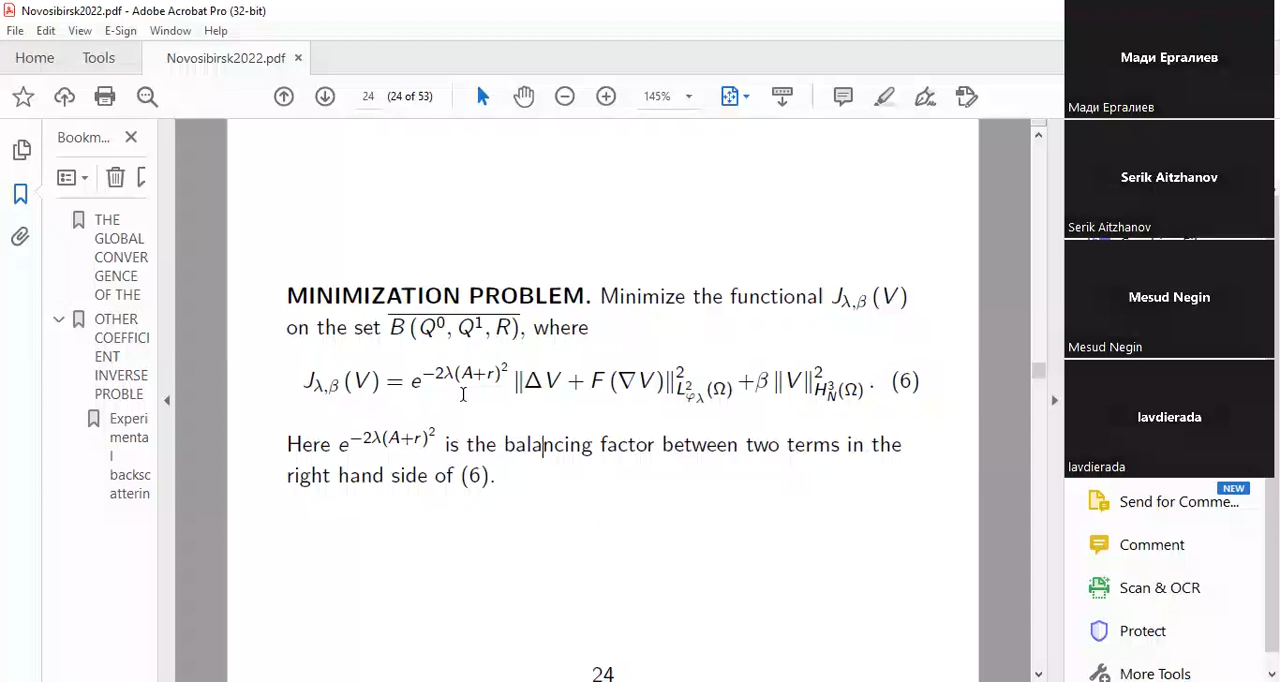 Novosibirsk2022.pdf - Adobe Acrobat Pro (32-bit)
File Edit View E-Sign Window Help
Home Tools Novosibirsk2022.pdf ×
24 (24 of 53) 145%
Bookm...
THE
GLOBAL
CONVER
GENCE
OF THE
OTHER
COEFFICI
ENT
INVERSE
PROBLE
Experi
menta
l
backsc
atterin
MINIMIZATION PROBLEM. Minimize the functional J_{λ,β} (V)
on the set \overline{B (Q^0, Q^1, R)}, where
J_{λ,β} (V) = e^{−2λ(A+r)^2} ‖ΔV + F (∇V)‖^2_{L^2_{φ_λ}(Ω)} + β ‖V‖^2_{H^3_N(Ω)} . (6)
Here e^{−2λ(A+r)^2} is the balancing factor between two terms in the
right hand side of (6).
24
Мади Ергалиев
Мади Ергалиев
Serik Aitzhanov
Serik Aitzhanov
Mesud Negin
Mesud Negin
lavdierada
lavdierada
NEW
Send for Comme...
Comment
Scan & OCR
Protect
More Tools